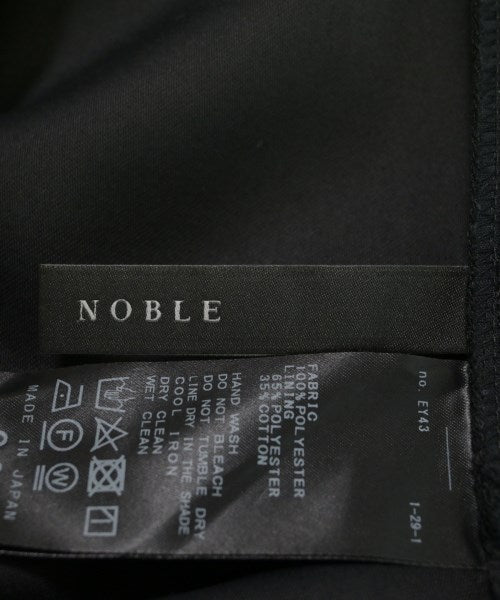 NOBLE
no. EY43
1-29-1
FABRIC
100% POLYESTER
LINING
65% POLYESTER
35% COTTON
HAND WASH
DO NOT BLEACH
DO NOT TUMBLE DRY
LINE DRY IN THE SHADE
COOL IRON
DRY CLEAN
WET CLEAN
F
W
MADE IN JAPAN